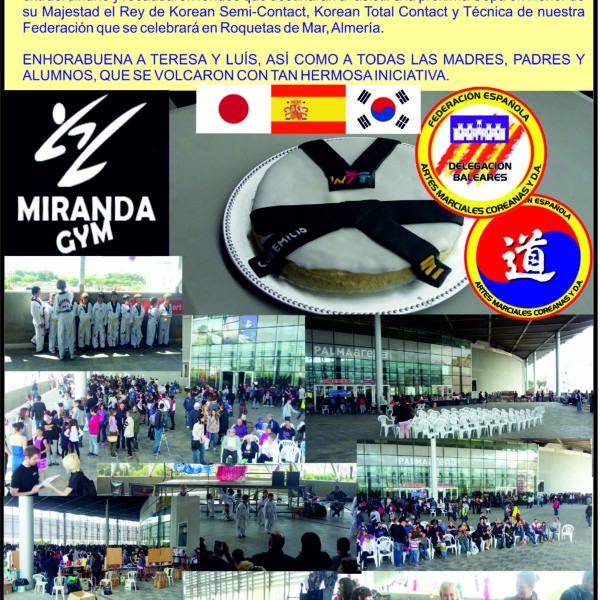 su Majestad el Rey de Korean Semi-Contact, Korean Total Contact y Técnica de nuestra
Federación que se celebrará en Roquetas de Mar, Almería.
ENHORABUENA A TERESA Y LUÍS, ASÍ COMO A TODAS LAS MADRES, PADRES Y
ALUMNOS, QUE SE VOLCARON CON TAN HERMOSA INICIATIVA.
MIRANDA
GYM
WTF
EMILIO
FEDERACIÓN ESPAÑOLA
DELEGACIÓN
BALEARES
ARTES MARCIALES COREANAS Y D.A.
ESPAÑOLA
道
ARTES MARCIALES COREANAS Y D.A.
PALMA arena